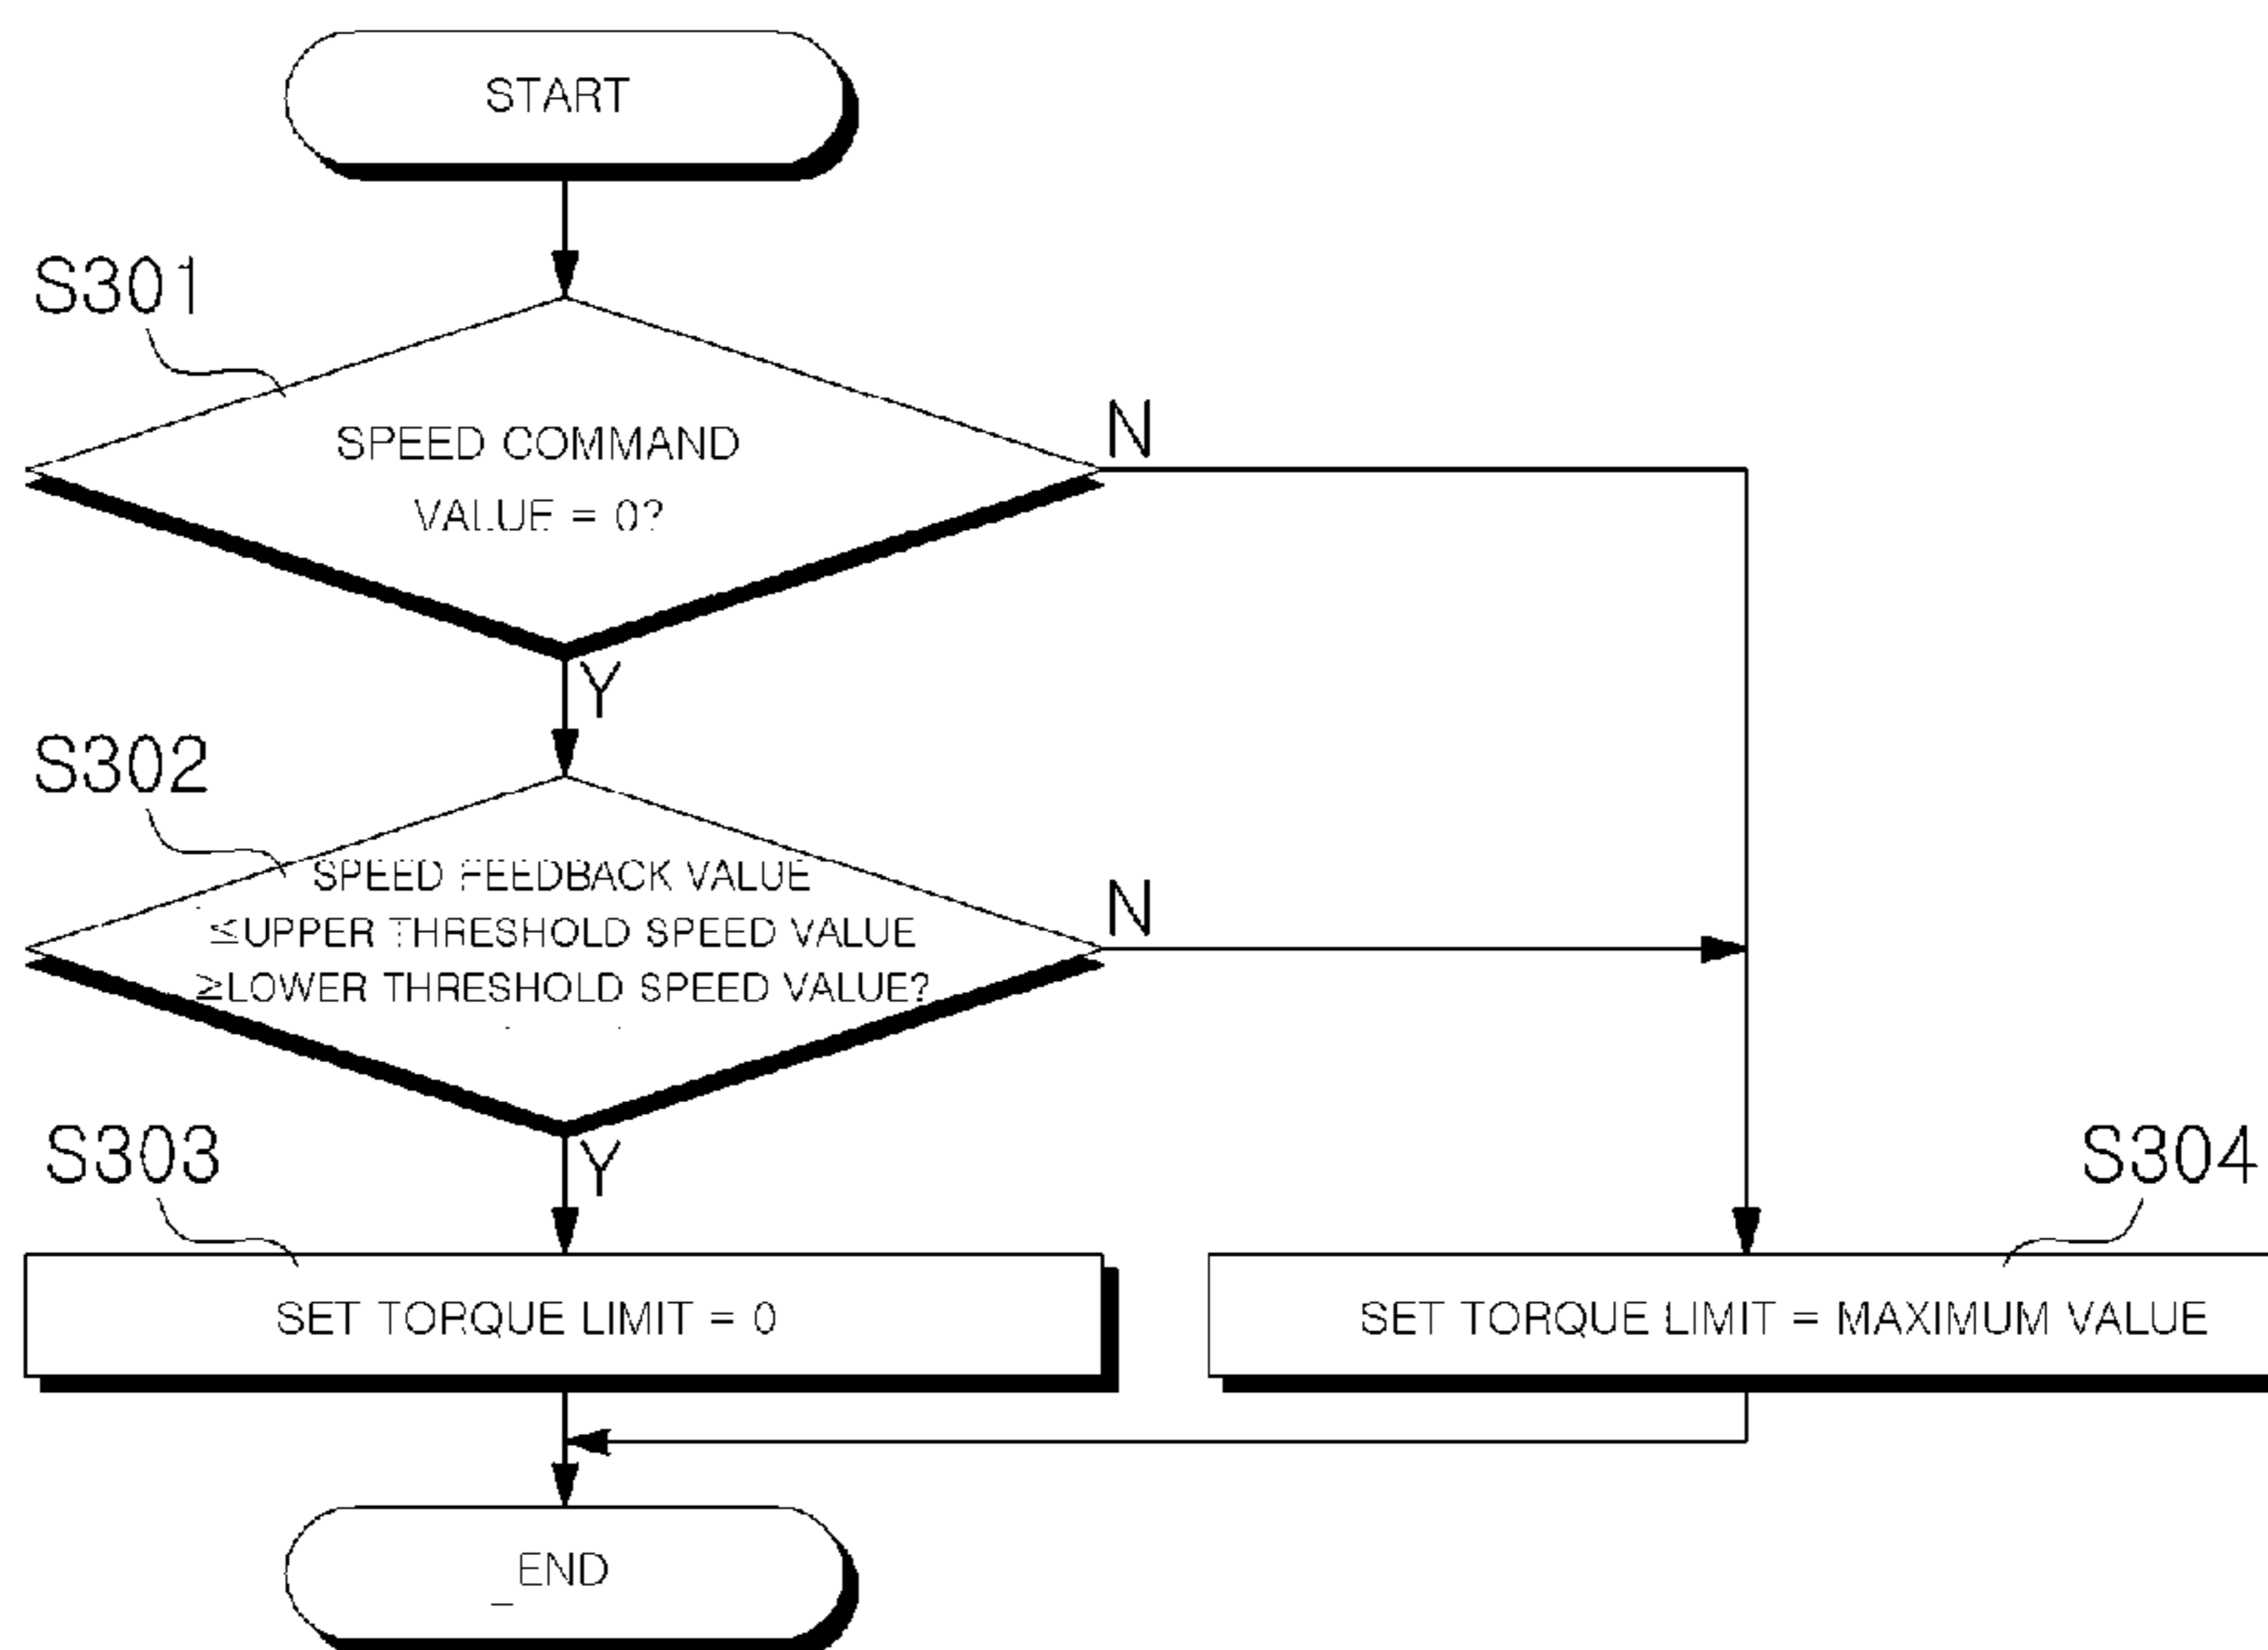 START
S301
SPEED COMMAND
VALUE = 0?
N
Y
S302
SPEED FEEDBACK VALUE
≤UPPER THRESHOLD SPEED VALUE
≥LOWER THRESHOLD SPEED VALUE?
N
Y
S303
S304
SET TORQUE LIMIT = 0
SET TORQUE LIMIT = MAXIMUM VALUE
_END